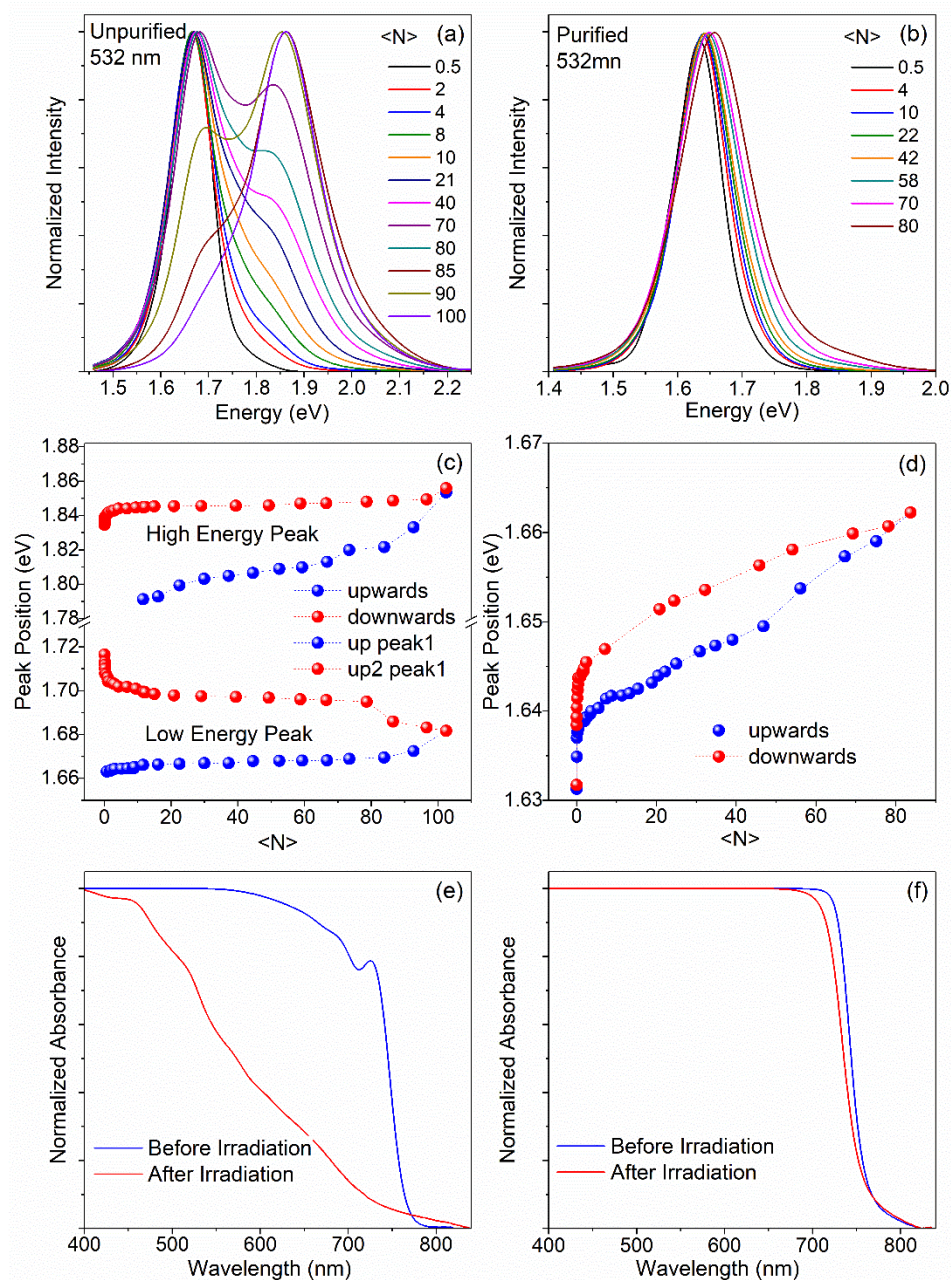 Unpurified
532 nm
(a)
<N>
0.5
2
4
8
10
21
40
70
80
85
90
100
Normalized Intensity
1.5 1.6 1.7 1.8 1.9 2.0 2.1 2.2
Energy (eV)
Purified
532mn
(b)
<N>
0.5
4
10
22
42
58
70
80
Normalized Intensity
1.4 1.5 1.6 1.7 1.8 1.9 2.0
Energy (eV)
(c)
1.88
1.86
1.84
1.82
1.80
1.78
1.72
1.70
1.68
1.66
Peak Position (eV)
Peak Position (eV)
High Energy Peak
upwards
downwards
up peak1
up2 peak1
Low Energy Peak
0 20 40 60 80 100
<N>
(d)
1.67
1.66
1.65
1.64
1.63
upwards
downwards
0 20 40 60 80
<N>
(e)
Normalized Absorbance
Before Irradiation
After Irradiation
400 500 600 700 800
Wavelength (nm)
(f)
Normalized Absorbance
Before Irradiation
After Irradiation
400 500 600 700 800
Wavelength (nm)